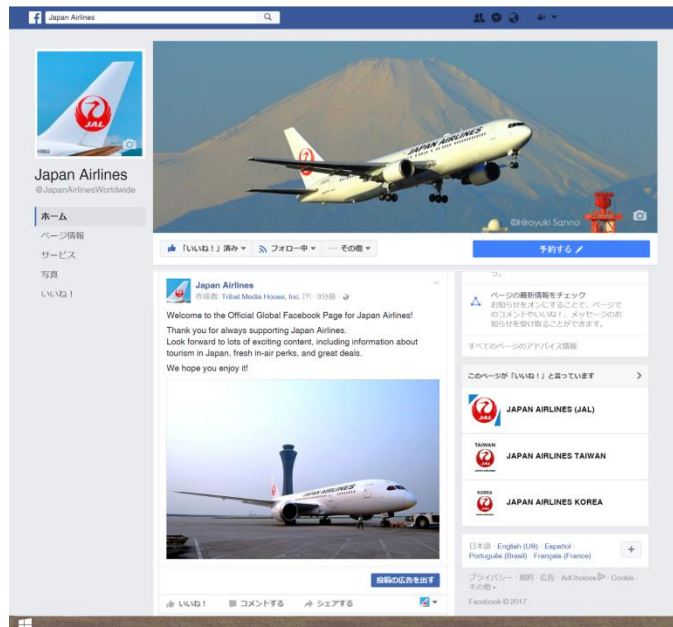 Japan Airlines
JAL
Japan Airlines
@JapanAirlinesWorldwide
ホーム
ページ情報
サービス
写真
いいね！
JAPAN AIRLINES
©Hiroyuki Sanno
「いいね！」済み
フォロー中
… その他
予約する
Japan Airlines
作成者: Tribal Media House, Inc. [?] · 3分前 ·
Welcome to the Official Global Facebook Page for Japan Airlines!
Thank you for always supporting Japan Airlines.
Look forward to lots of exciting content, including information about
tourism in Japan, fresh in-air perks, and great deals.
We hope you enjoy it!
JAPAN AIRLINES
投稿の広告を出す
いいね！
コメントする
シェアする
う。
ページの最新情報をチェック
お知らせをオンにすることで、ページで
のコメントやいいね！、メッセージのお
知らせを受け取ることができます。
すべてのページのアドバイス情報
このページが「いいね！」と言っています
JAL
JAPAN AIRLINES (JAL)
TAIWAN
JAL
JAPAN AIRLINES TAIWAN
KOREA
JAL
JAPAN AIRLINES KOREA
日本語 · English (US) · Español ·
Português (Brasil) · Français (France)
プライバシー · 規約 · 広告 · AdChoices · Cookie ·
その他
Facebook © 2017